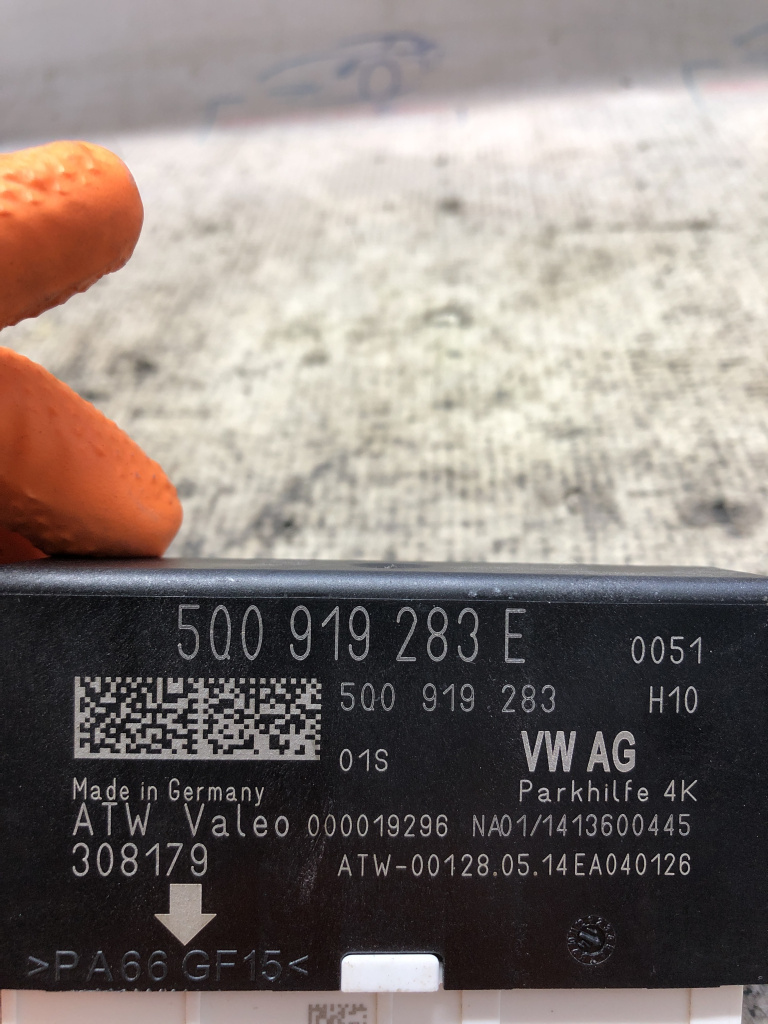 5Q0 919 283 E
0051
5Q0 919 283
H10
01S
VW AG
Made in Germany
Parkhilfe 4K
ATW Valeo 000019296 NA01/1413600445
308179
ATW-00128.05.14EA040126
>PA66 GF15<